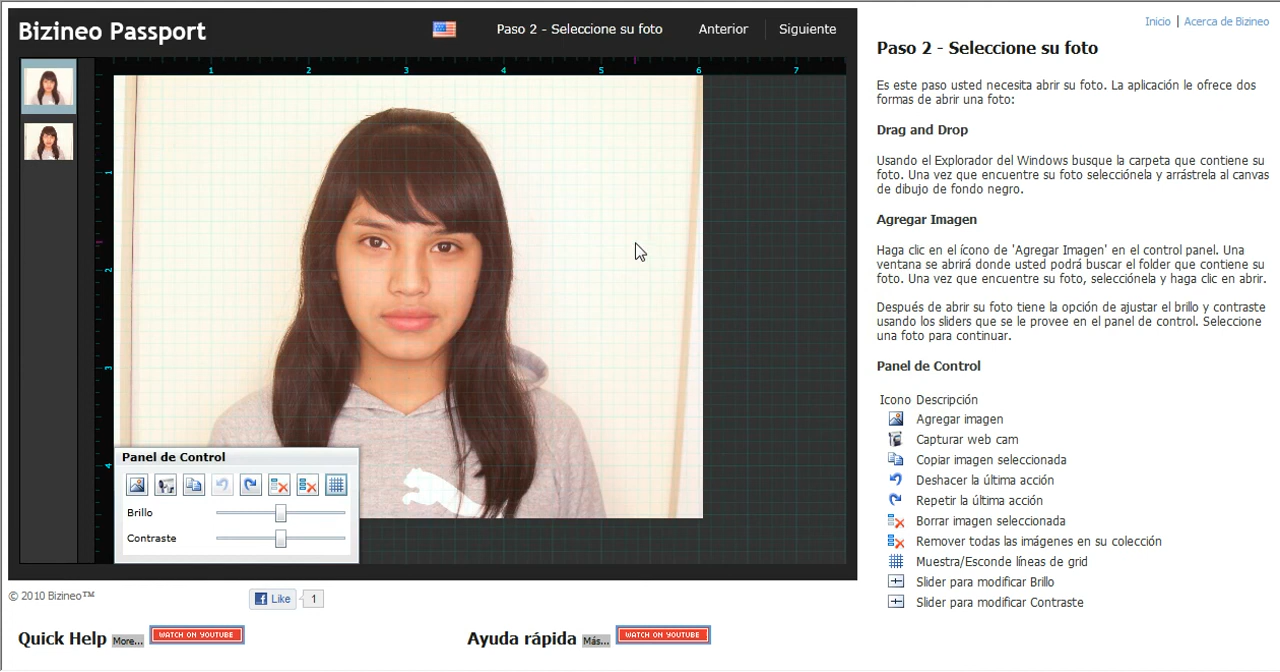 Bizineo Passport
Paso 2 - Seleccione su foto
Anterior
Siguiente
1 2 3 4 5 6 7
1
2
3
4
Panel de Control
Brillo
Contraste
© 2010 Bizineo™
Like
1
Quick Help More... WATCH ON YOUTUBE
Ayuda rápida Más... WATCH ON YOUTUBE
Inicio | Acerca de Bizineo
Paso 2 - Seleccione su foto
Es este paso usted necesita abrir su foto. La aplicación le ofrece dos
formas de abrir una foto:
Drag and Drop
Usando el Explorador del Windows busque la carpeta que contiene su
foto. Una vez que encuentre su foto selecciónela y arrástrela al canvas
de dibujo de fondo negro.
Agregar Imagen
Haga clic en el ícono de 'Agregar Imagen' en el control panel. Una
ventana se abrirá donde usted podrá buscar el folder que contiene su
foto. Una vez que encuentre su foto, selecciónela y haga clic en abrir.
Después de abrir su foto tiene la opción de ajustar el brillo y contraste
usando los sliders que se le provee en el panel de control. Seleccione
una foto para continuar.
Panel de Control
Icono Descripción
Agregar imagen
Capturar web cam
Copiar imagen seleccionada
Deshacer la última acción
Repetir la última acción
Borrar imagen seleccionada
Remover todas las imágenes en su colección
Muestra/Esconde líneas de grid
Slider para modificar Brillo
Slider para modificar Contraste